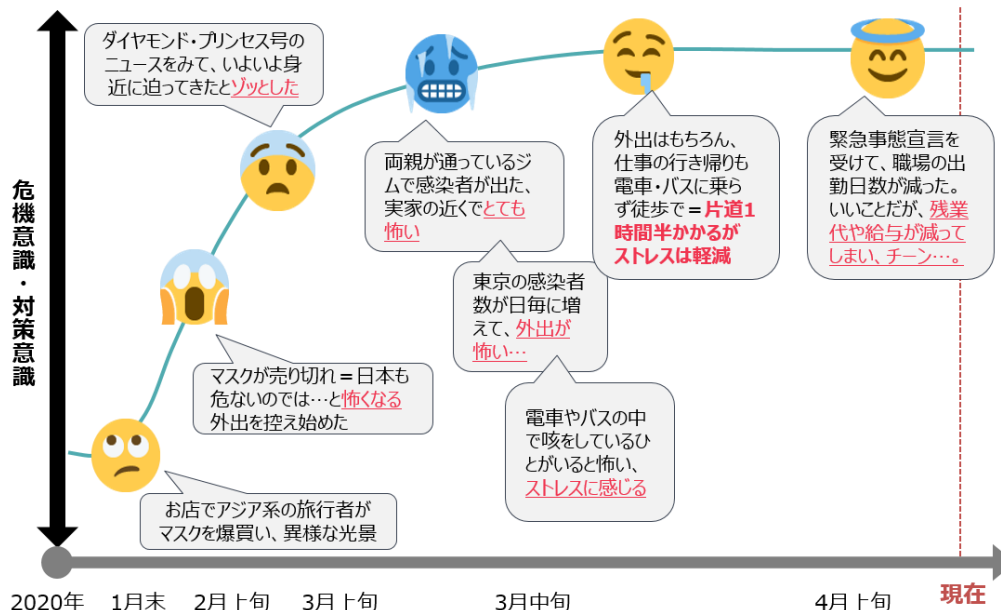 ダイヤモンド・プリンセス号の
ニュースをみて、いよいよ身
近に迫ってきたとゾッとした
両親が通っているジ
ムで感染者が出た、
実家の近くでとても
怖い
外出はもちろん、
仕事の行き帰りも
電車・バスに乗ら
ず徒歩で＝片道1
時間半かかるが
ストレスは軽減
緊急事態宣言を
受けて、職場の出
勤日数が減った。
いいことだが、残業
代や給与が減って
しまい、チーン…。
危機意識・対策意識
東京の感染者
数が日毎に増
えて、外出が
怖い…
マスクが売り切れ＝日本も
危ないのでは…と怖くなる
外出を控え始めた
電車やバスの中
で咳をしているひ
とがいると怖い、
ストレスに感じる
お店でアジア系の旅行者が
マスクを爆買い、異様な光景
2020年 1月末 2月上旬 3月上旬 3月中旬 4月上旬 現在